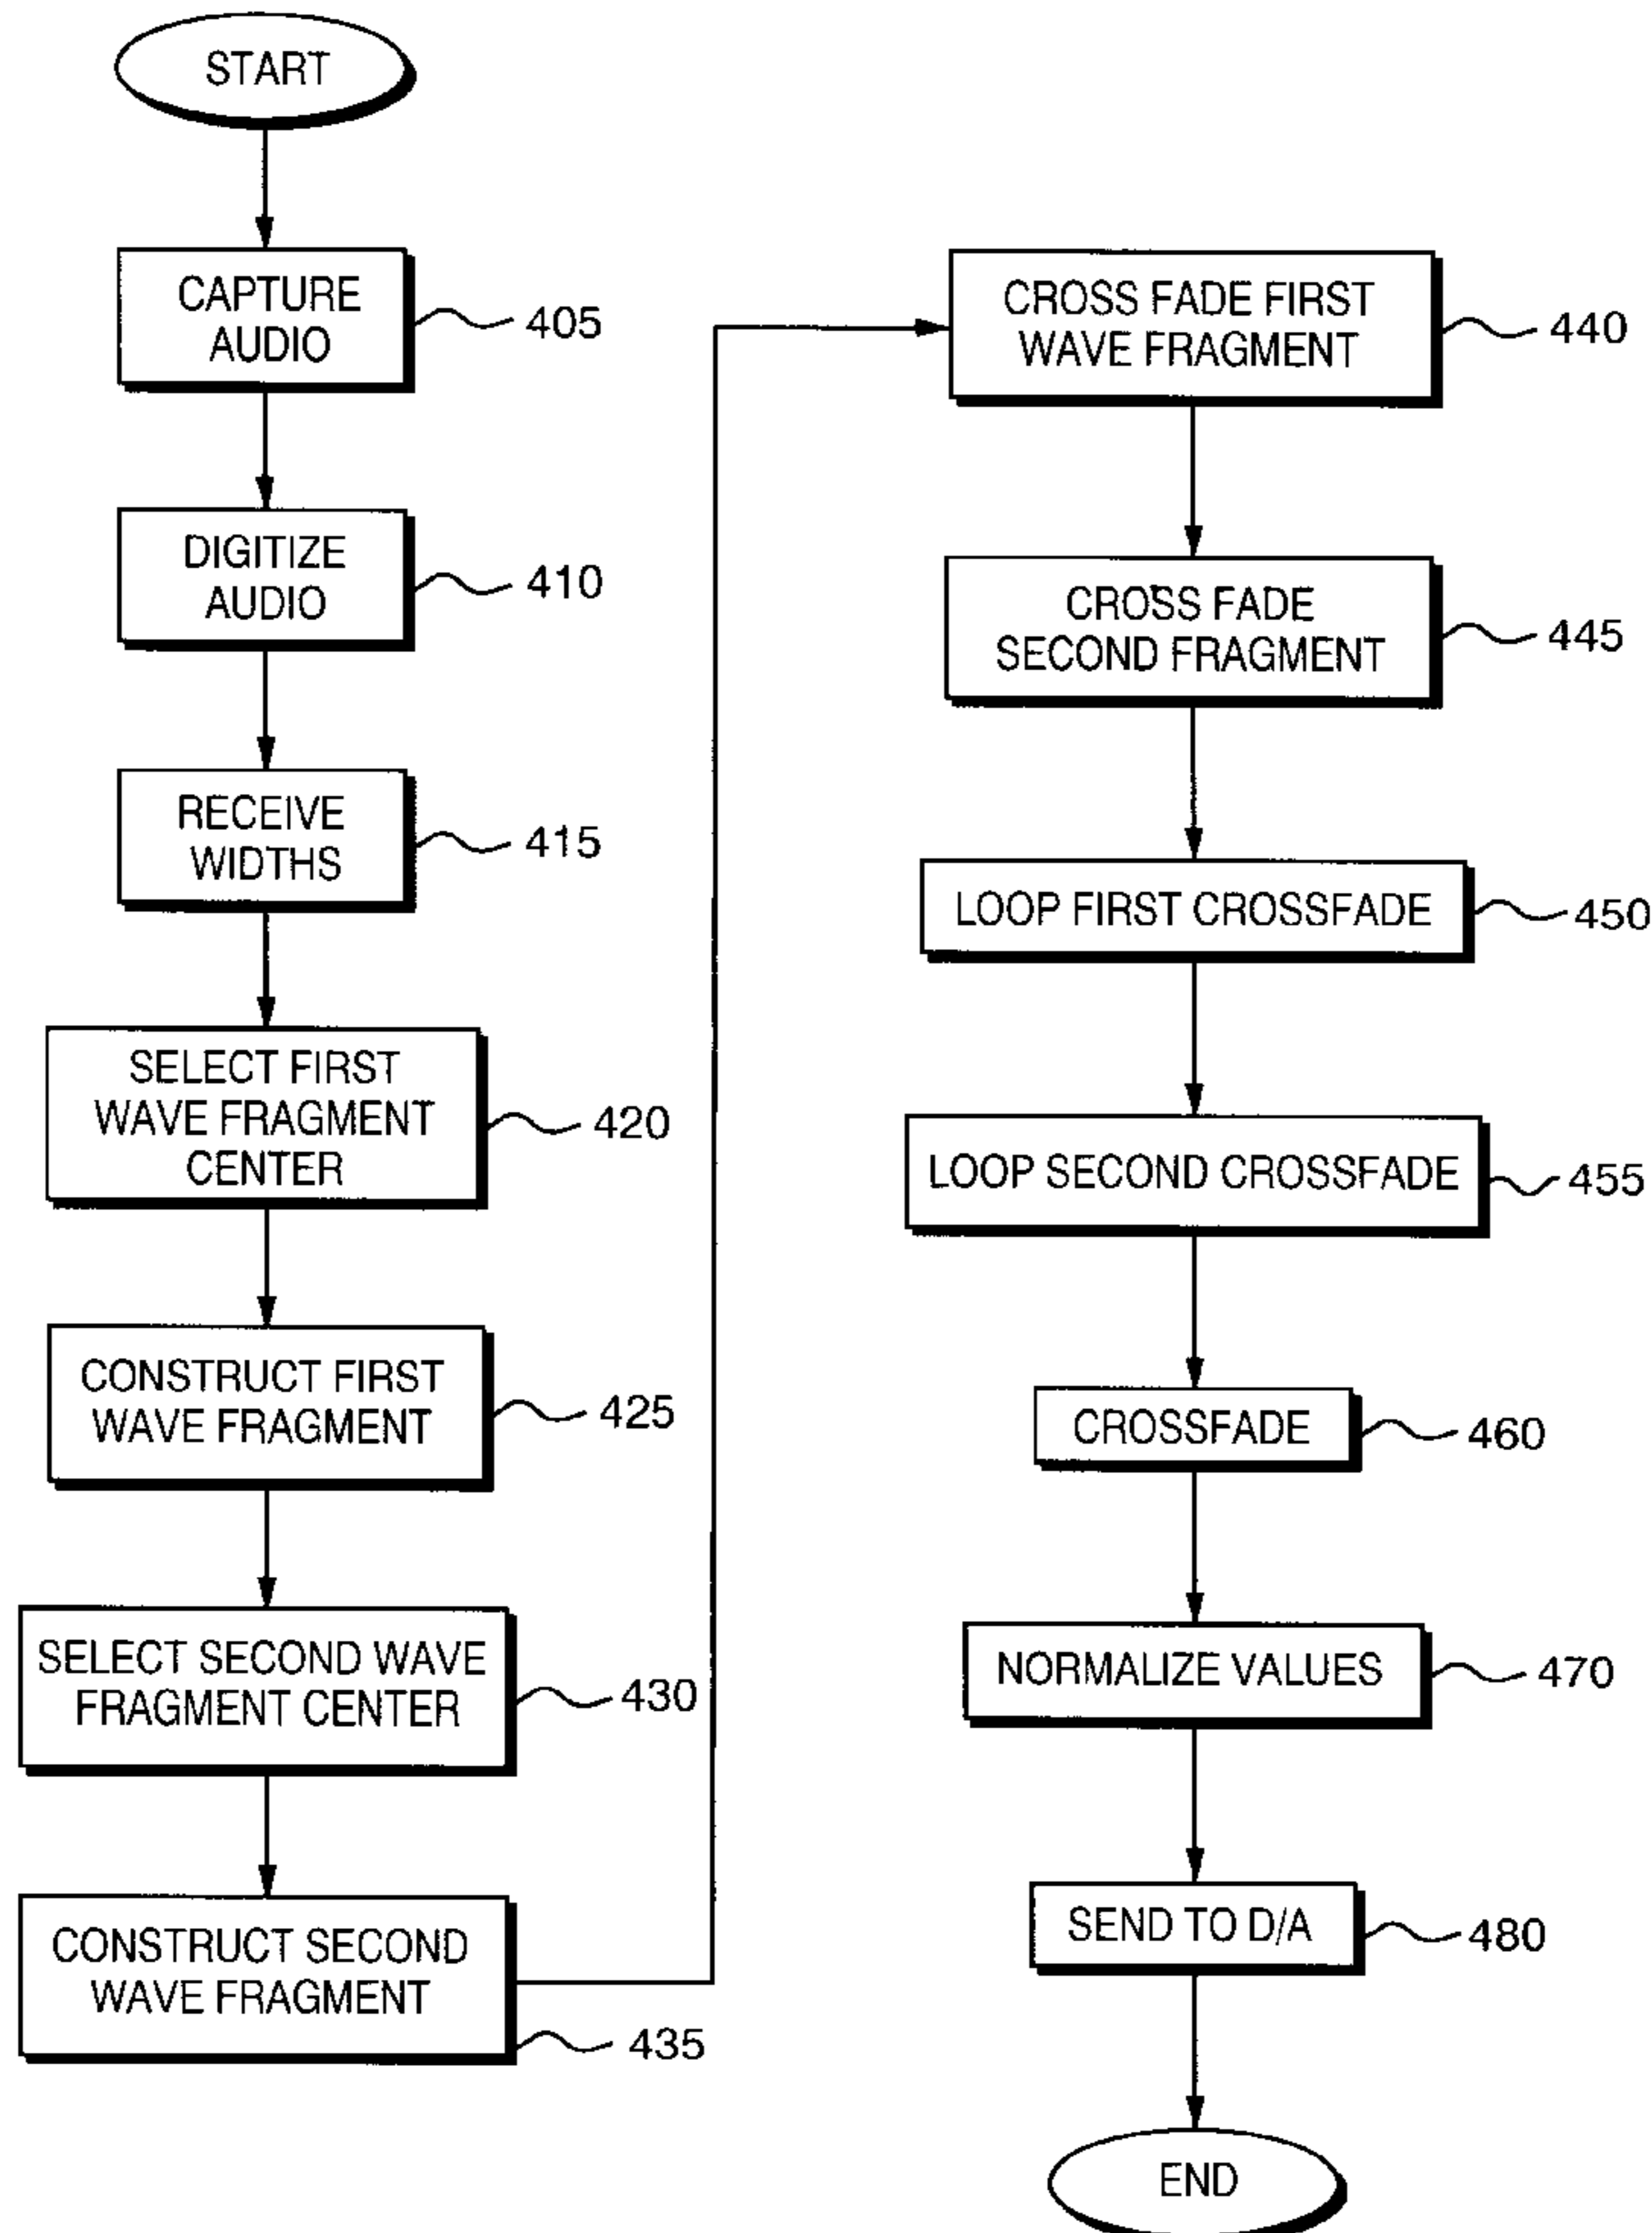 START
CAPTURE
AUDIO
405
DIGITIZE
AUDIO
410
RECEIVE
WIDTHS
415
SELECT FIRST
WAVE FRAGMENT
CENTER
420
CONSTRUCT FIRST
WAVE FRAGMENT
425
SELECT SECOND WAVE
FRAGMENT CENTER
430
CONSTRUCT SECOND
WAVE FRAGMENT
435
CROSS FADE FIRST
WAVE FRAGMENT
440
CROSS FADE
SECOND FRAGMENT
445
LOOP FIRST CROSSFADE
450
LOOP SECOND CROSSFADE
455
CROSSFADE
460
NORMALIZE VALUES
470
SEND TO D/A
480
END